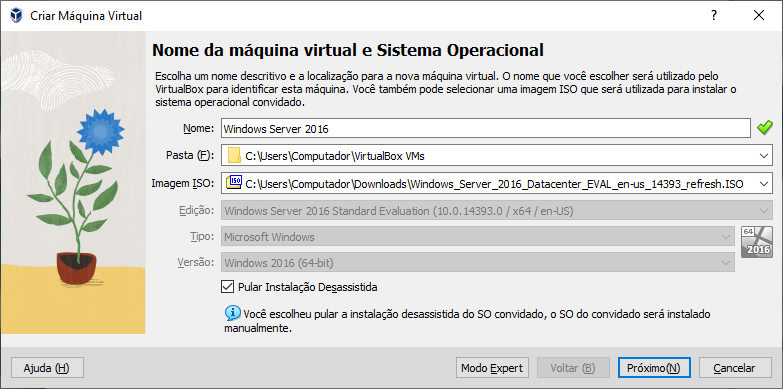 Criar Máquina Virtual
?
Nome da máquina virtual e Sistema Operacional
Escolha um nome descritivo e a localização para a nova máquina virtual. O nome que você escolher será utilizado pelo
VirtualBox para identificar esta máquina. Você também pode selecionar uma imagem ISO que será utilizada para instalar o
sistema operacional convidado.
Nome: Windows Server 2016
Pasta (F): C:\Users\Computador\VirtualBox VMs
Imagem ISO: ISO C:\Users\Computador\Downloads\Windows_Server_2016_Datacenter_EVAL_en-us_14393_refresh.ISO
Edição: Windows Server 2016 Standard Evaluation (10.0.14393.0 / x64 / en-US)
Tipo: Microsoft Windows
64
2016
Versão: Windows 2016 (64-bit)
Pular Instalação Desassistida
Você escolheu pular a instalação desassistida do SO convidado, o SO do convidado será instalado
manualmente.
Ajuda (H) Modo Expert Voltar (B) Próximo(N) Cancelar